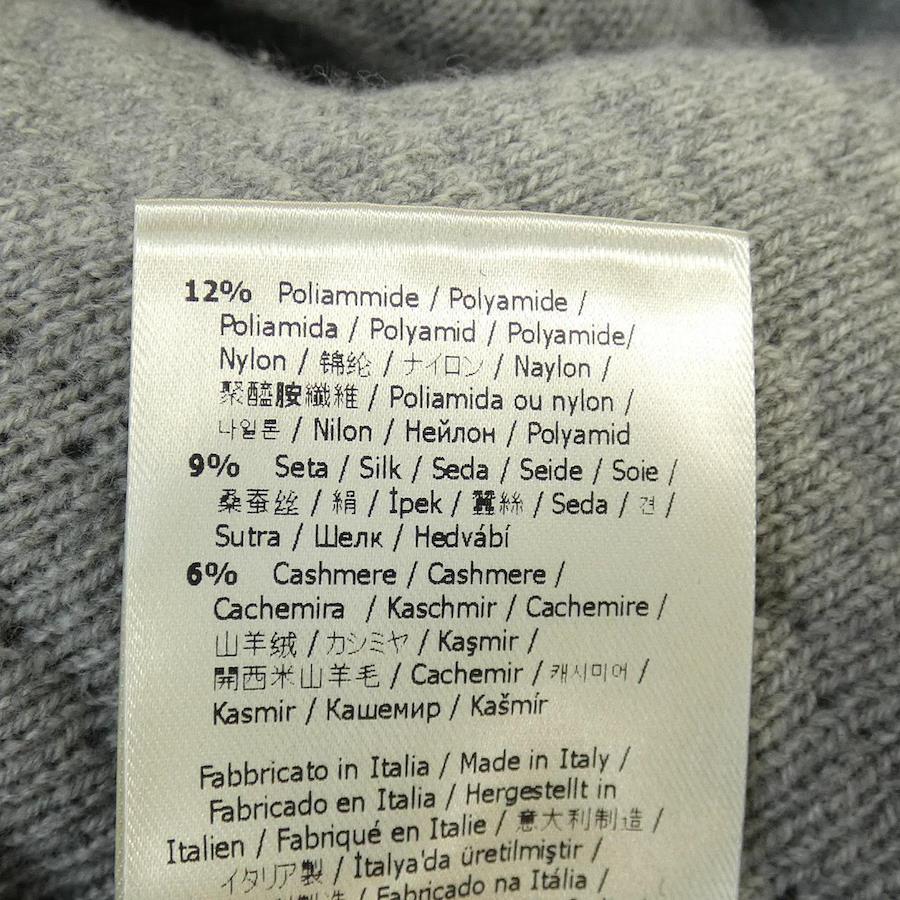 12% Poliammide / Polyamide /
Poliamida / Polyamid / Polyamide/
Nylon / 锦纶 / ナイロン / Naylon /
聚醯胺纖維 / Poliamida ou nylon /
나일론 / Nilon / Нейлон / Polyamid
9% Seta / Silk / Seda / Seide / Soie /
桑蚕丝 / 絹 / İpek / 蠶絲 / Seda / 견 /
Sutra / Шелк / Hedvábí
6% Cashmere / Cashmere /
Cachemira / Kaschmir / Cachemire /
山羊绒 / カシミヤ / Kaşmir /
開西米山羊毛 / Cachemir / 캐시미어 /
Kasmir / Кашемир / Kašmír
Fabbricato in Italia / Made in Italy /
Fabricado en Italia / Hergestellt in
Italien / Fabriqué en Italie / 意大利制造 /
イタリア製 / İtalya'da üretilmiştir /
Fabricado na Itália /